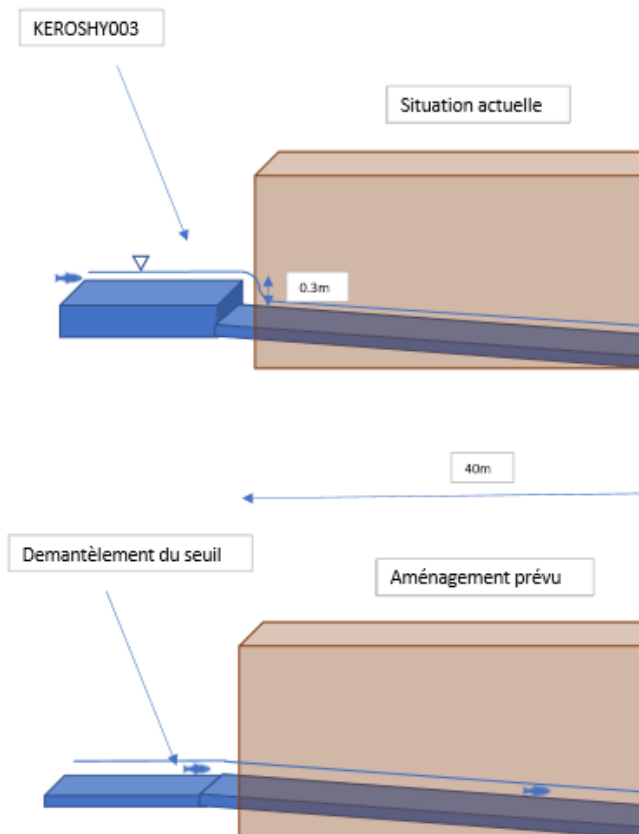 KEROSHY003
Situation actuelle
0.3m
40m
Demantèlement du seuil
Aménagement prévu